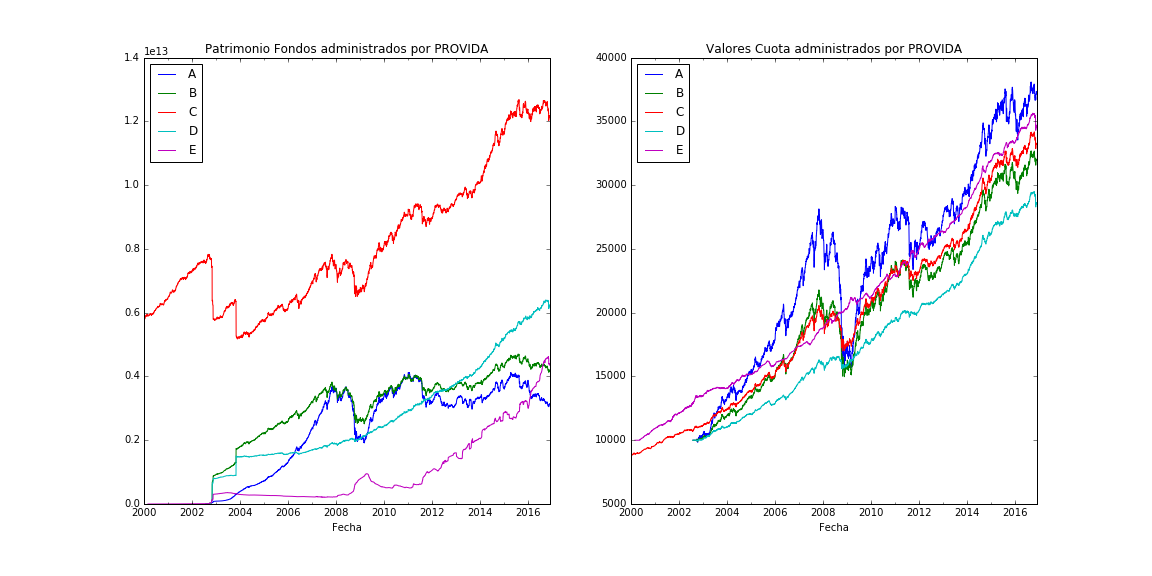 Patrimonio Fondos administrados por PROVIDA
1e13
1.4
1.2
1.0
0.8
0.6
0.4
0.2
0.0
A
B
C
D
E
2000 2002 2004 2006 2008 2010 2012 2014 2016
Fecha
Valores Cuota administrados por PROVIDA
40000
35000
30000
25000
20000
15000
10000
5000
A
B
C
D
E
2000 2002 2004 2006 2008 2010 2012 2014 2016
Fecha